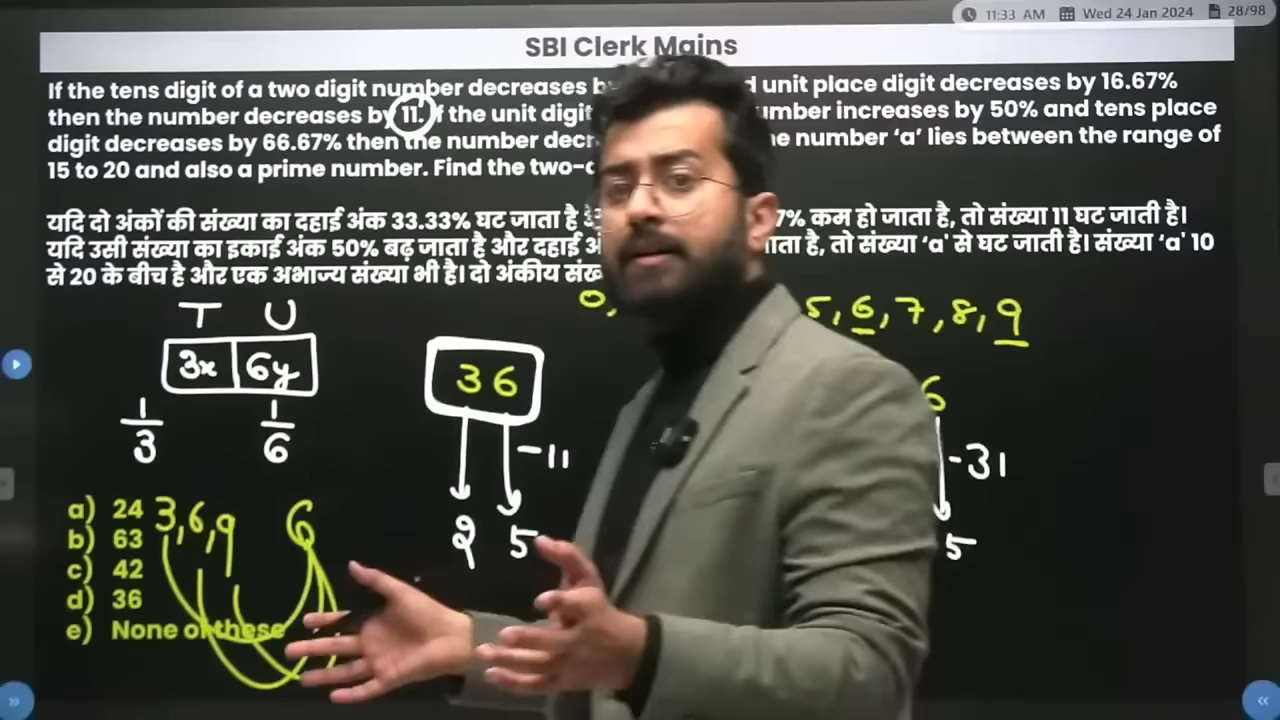 11:33 AM Wed 24 Jan 2024 28/98
SBI Clerk Mains
If the tens digit of a two digit number decreases unit place digit decreases by 16.67%
then the number decreases by 11. If the unit digit number increases by 50% and tens place
digit decreases by 66.67% then the number number 'a' lies between the range of
15 to 20 and also a prime number. Find the
यदि दो अंकों की संख्या का दहाई अंक 33.33% घट जाता है कम हो जाता है, तो संख्या 11 घट जाती है।
यदि उसी संख्या का इकाई अंक 50% बढ़ जाता है और दहाई जाता है, तो संख्या 'a' से घट जाती है। संख्या 'a' 10
से 20 के बीच है और एक अभाज्य संख्या भी है। दो अंकीय
0, 5, 6, 7, 8, 9
T U
3x 6y
1/3 1/6
36
-11
2 5
6
-31
5
a) 24
b) 63
c) 42
d) 36
e) None of these
3, 6, 9 6